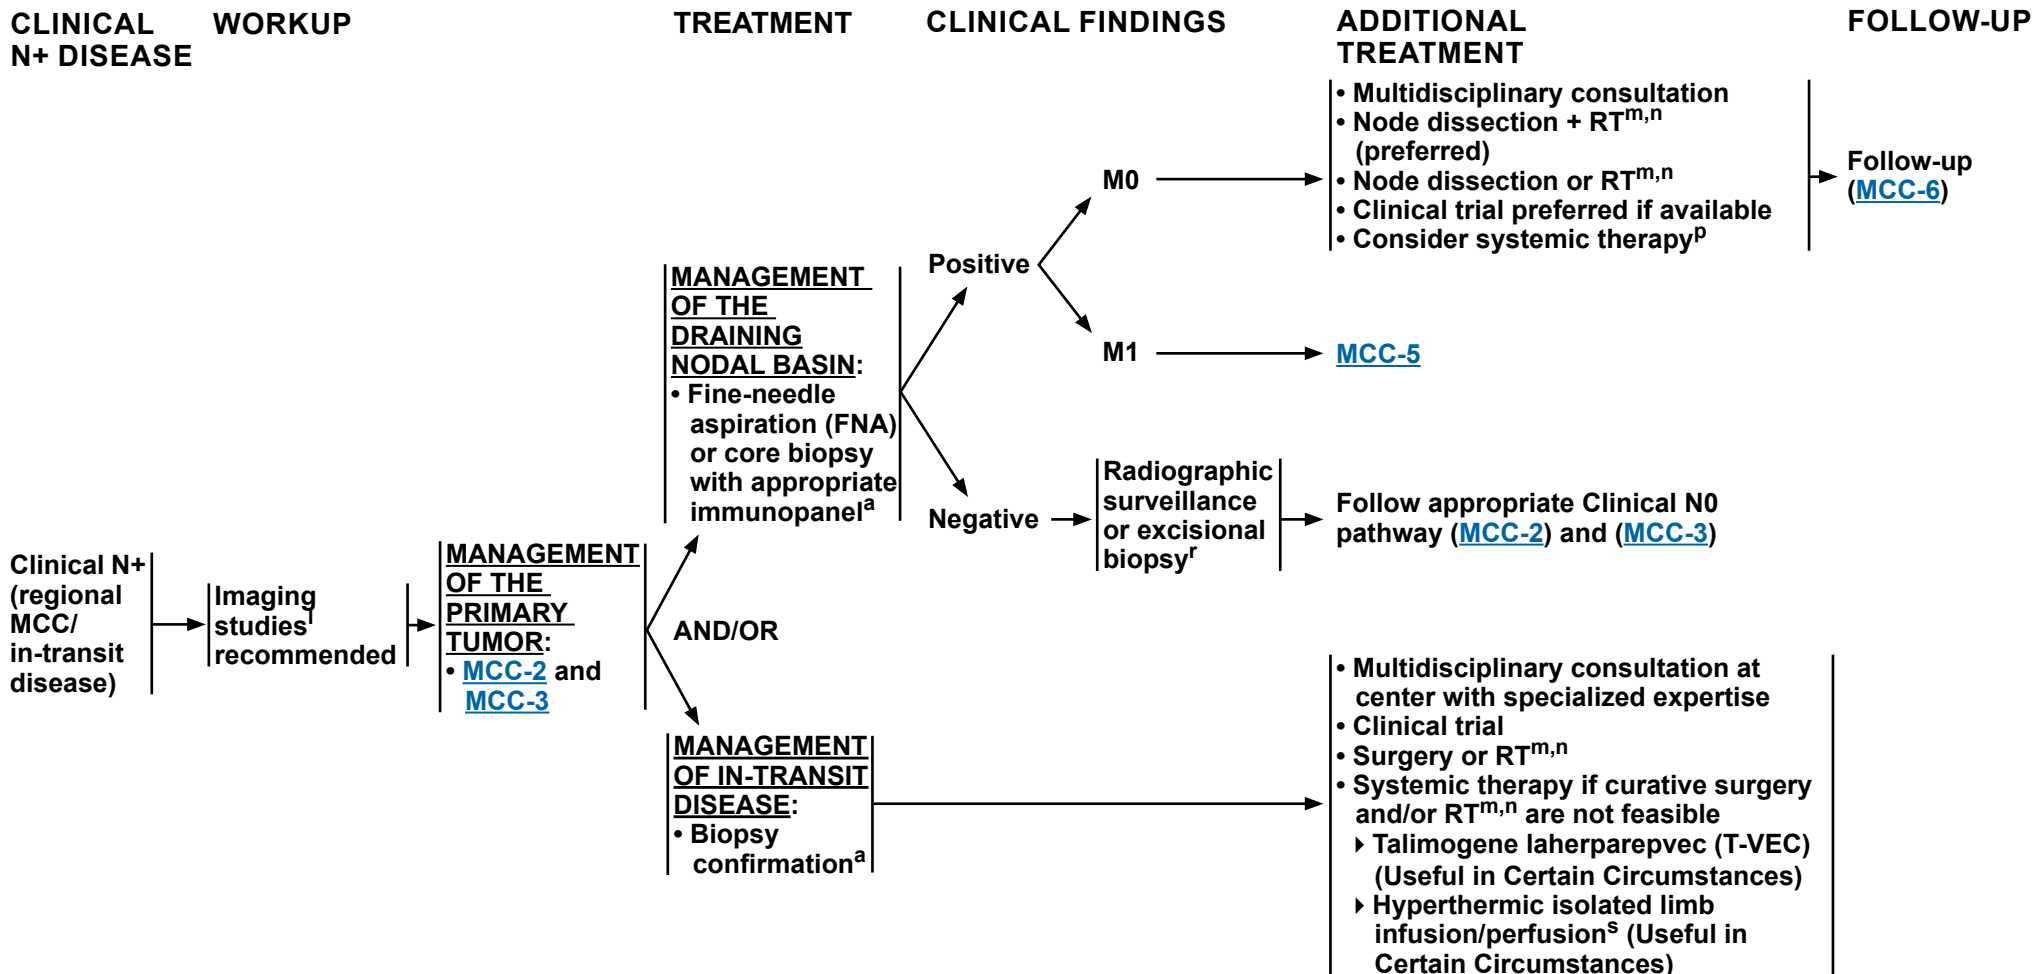 CLINICAL
N+ DISEASE
WORKUP
TREATMENT
CLINICAL FINDINGS
ADDITIONAL
TREATMENT
FOLLOW-UP
Clinical N+
(regional
MCC/
in-transit
disease)
Imaging
studiesˡ
recommended
MANAGEMENT
OF THE
PRIMARY
TUMOR:
• MCC-2 and
MCC-3
AND/OR
MANAGEMENT
OF THE
DRAINING
NODAL BASIN:
• Fine-needle
aspiration (FNA)
or core biopsy
with appropriate
immunopanelᵃ
Positive
M0
• Multidisciplinary consultation
• Node dissection + RTᵐ,ⁿ
(preferred)
• Node dissection or RTᵐ,ⁿ
• Clinical trial preferred if available
• Consider systemic therapyᵖ
Follow-up
(MCC-6)
M1
MCC-5
Negative
Radiographic
surveillance
or excisional
biopsyʳ
Follow appropriate Clinical N0
pathway (MCC-2) and (MCC-3)
MANAGEMENT
OF IN-TRANSIT
DISEASE:
• Biopsy
confirmationᵃ
• Multidisciplinary consultation at
center with specialized expertise
• Clinical trial
• Surgery or RTᵐ,ⁿ
• Systemic therapy if curative surgery
and/or RTᵐ,ⁿ are not feasible
▸ Talimogene laherparepvec (T-VEC)
(Useful in Certain Circumstances)
▸ Hyperthermic isolated limb
infusion/perfusionˢ (Useful in
Certain Circumstances)